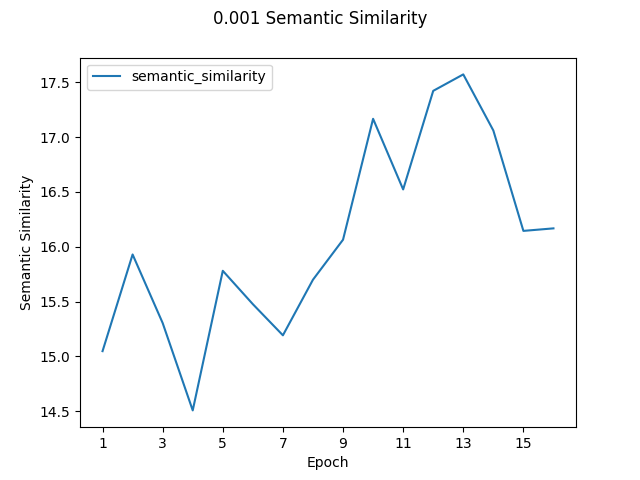 0.001 Semantic Similarity
semantic_similarity
Semantic Similarity
17.5
17.0
16.5
16.0
15.5
15.0
14.5
1 3 5 7 9 11 13 15
Epoch